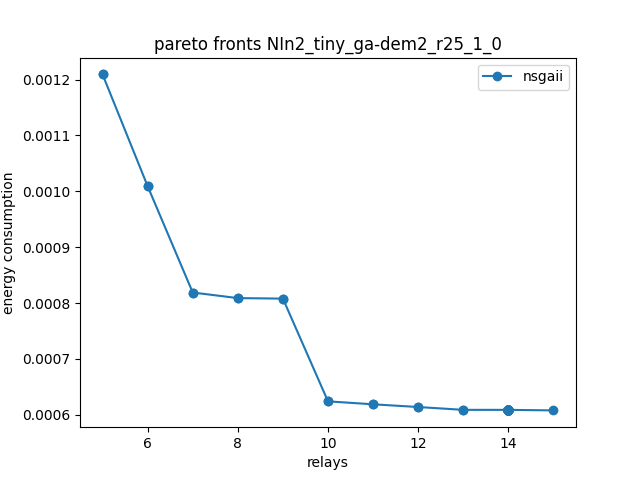 pareto fronts NIn2_tiny_ga-dem2_r25_1_0
nsgaii
energy consumption
0.0012
0.0011
0.0010
0.0009
0.0008
0.0007
0.0006
6 8 10 12 14
relays